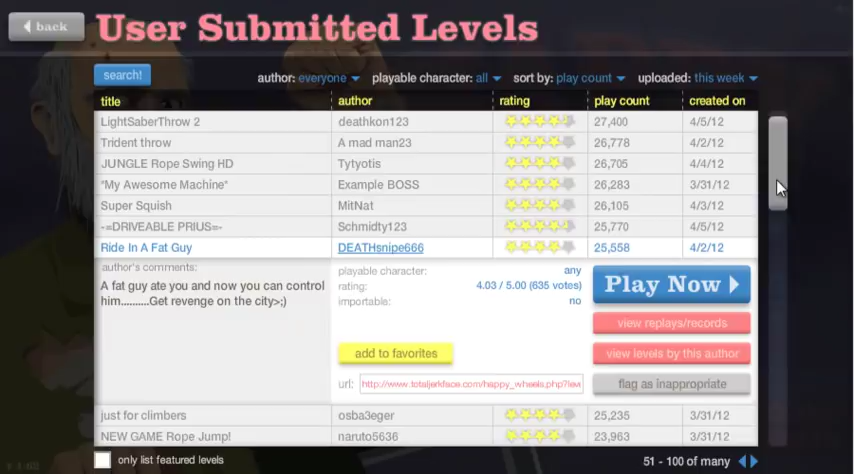 back
User Submitted Levels
search!
author: everyone playable character: all sort by: play count uploaded: this week
title author rating play count created on
LightSaberThrow 2 deathkon123 27,400 4/5/12
Trident throw A mad man23 26,778 4/2/12
JUNGLE Rope Swing HD Tytyotis 26,705 4/4/12
*My Awesome Machine* Example BOSS 26,283 3/31/12
Super Squish MitNat 26,105 4/3/12
-=DRIVEABLE PRIUS=- Schmidty123 25,770 4/5/12
Ride In A Fat Guy DEATHsnipe666 25,558 4/2/12
author's comments:
A fat guy ate you and now you can control
him..........Get revenge on the city>;)
playable character: any
rating: 4.03 / 5.00 (635 votes)
importable: no
add to favorites
url: http://www.totaljerkface.com/happy_wheels.php?leve
Play Now
view replays/records
view levels by this author
flag as inappropriate
just for climbers osba3eger 25,235 3/31/12
NEW GAME Rope Jump! naruto5636 23,963 3/31/12
only list featured levels
51 - 100 of many